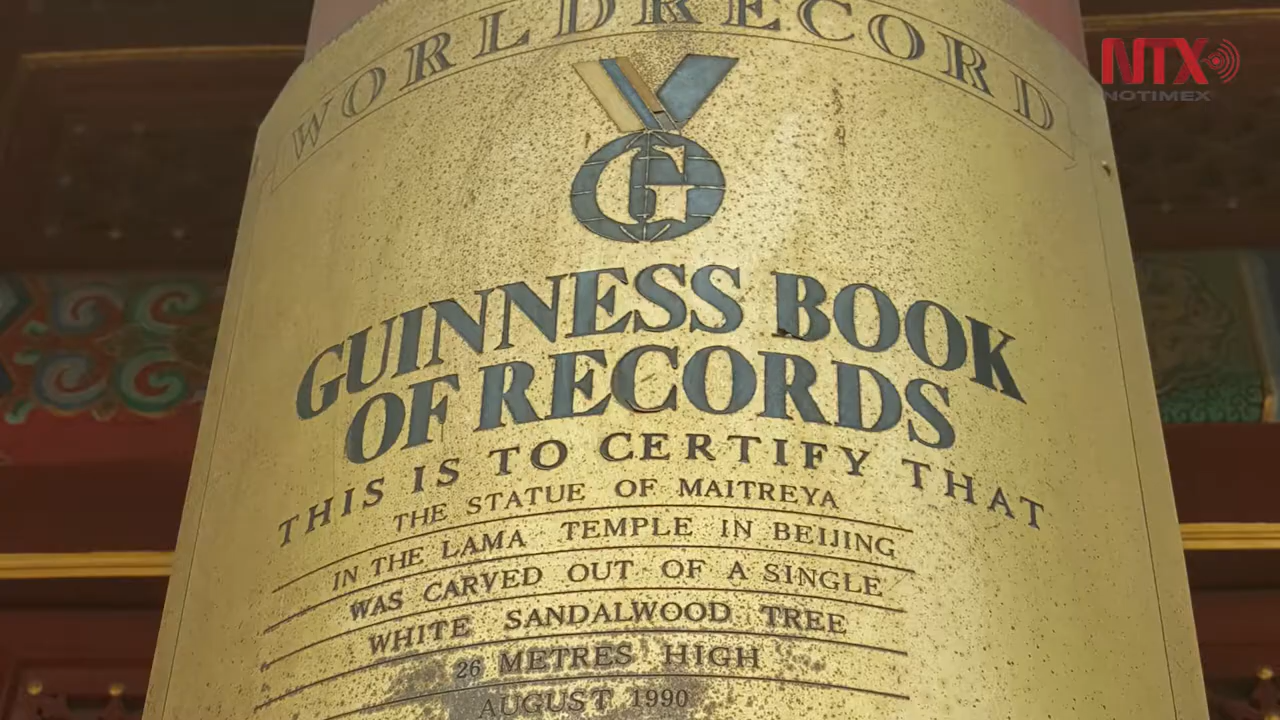 WORLD RECORD
NTX
NOTIMEX
G
GUINNESS BOOK
OF RECORDS
THIS IS TO CERTIFY THAT
THE STATUE OF MAITREYA
IN THE LAMA TEMPLE IN BEIJING
WAS CARVED OUT OF A SINGLE
WHITE SANDALWOOD TREE
26 METRES HIGH
AUGUST 1990